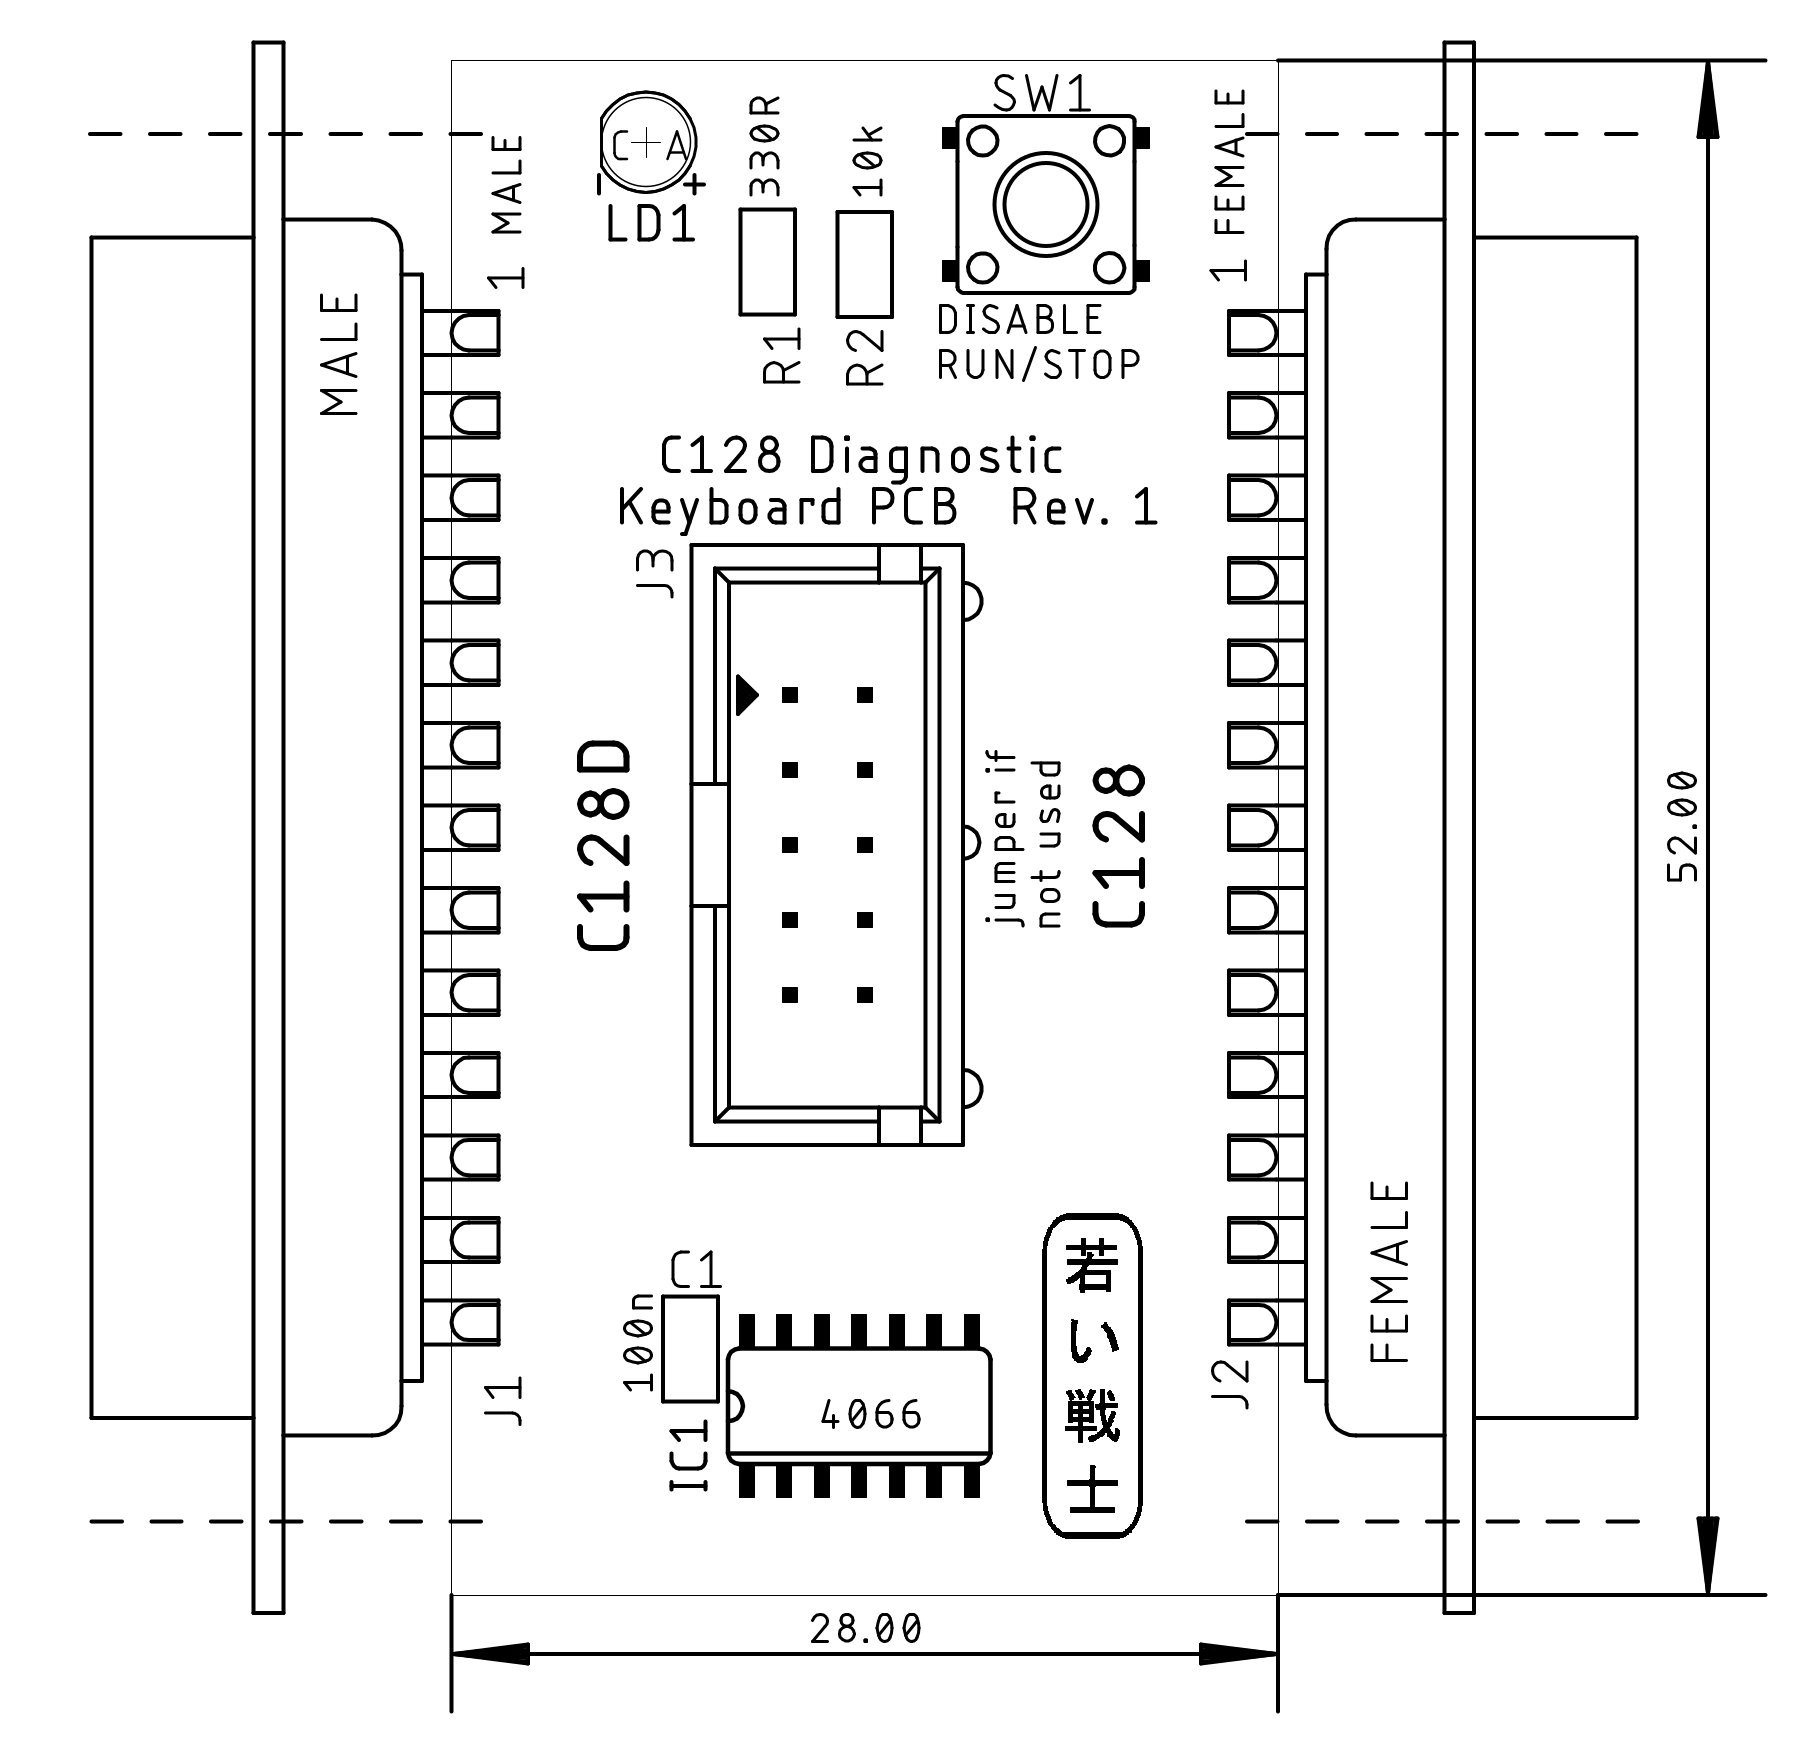 SW1
330R
10k
1 MALE
1 FEMALE
C+A
- +
LD1
MALE
R1
R2
DISABLE
RUN/STOP
C128 Diagnostic
Keyboard PCB Rev. 1
J3
C128D
jumper if
not used
C128
52.00
FEMALE
若い戦士
C1
100n
J1
J2
4066
IC1
28.00